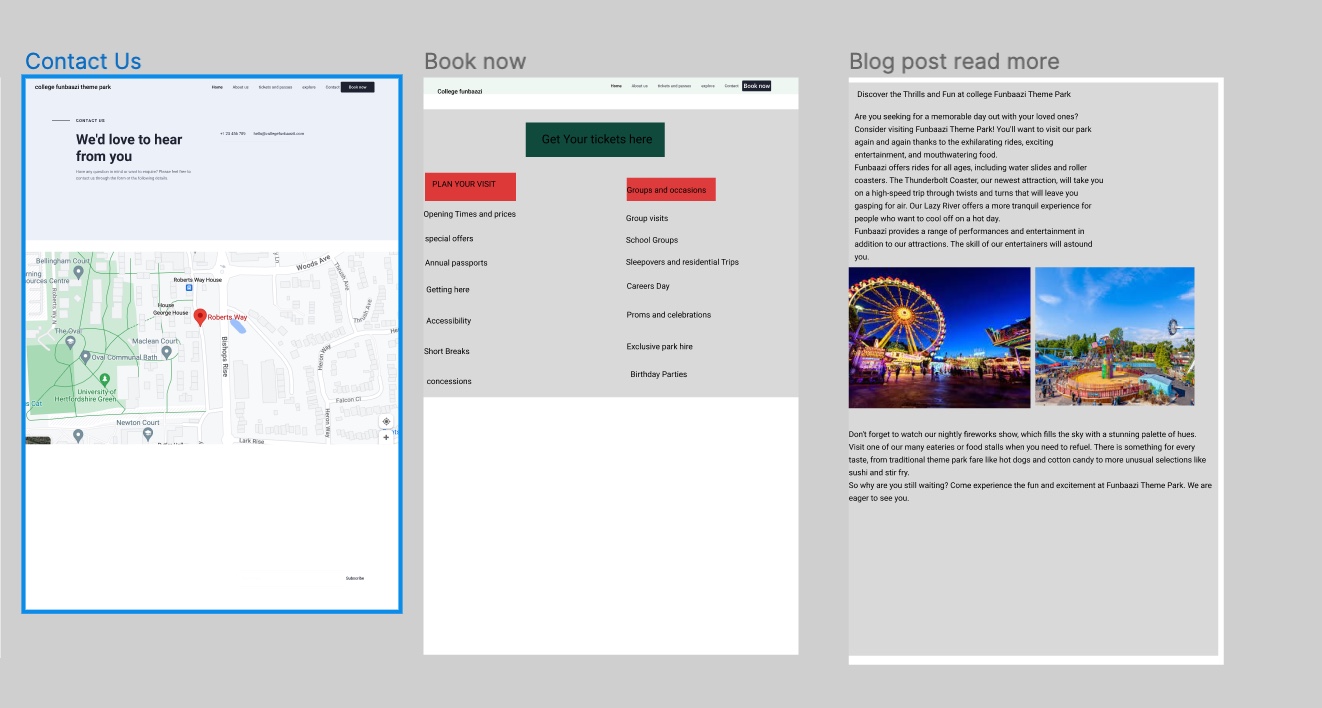 Contact Us
college funbaazi theme park
Home About us tickets and passes explore Contact Book now
CONTACT US
We'd love to hear
from you
+1 23 456 789 hello@collegefunbaazii.com
Have any question in mind or want to enquire? Please feel free to
contact us through the form or the following details.
Woods Ave
Bellingham Court
Thrush Ave
Roberts Way House
House
George House
Roberts Way
The Oval
Maclean Court
Oval Communal Bath
Bishops Rise
Heron Way
University of
Hertfordshire Green
Falcon Cl
Newton Court
Lark Rise
Subscribe
Book now
College funbaazi
Home About us tickets and passes explore Contact Book now
Get Your tickets here
PLAN YOUR VISIT
Opening Times and prices
special offers
Annual passports
Getting here
Accessibility
Short Breaks
concessions
Groups and occasions
Group visits
School Groups
Sleepovers and residential Trips
Careers Day
Proms and celebrations
Exclusive park hire
Birthday Parties
Blog post read more
Discover the Thrills and Fun at college Funbaazi Theme Park
Are you seeking for a memorable day out with your loved ones?
Consider visiting Funbaazi Theme Park! You'll want to visit our park
again and again thanks to the exhilarating rides, exciting
entertainment, and mouthwatering food.
Funbaazi offers rides for all ages, including water slides and roller
coasters. The Thunderbolt Coaster, our newest attraction, will take you
on a high-speed trip through twists and turns that will leave you
gasping for air. Our Lazy River offers a more tranquil experience for
people who want to cool off on a hot day.
Funbaazi provides a range of performances and entertainment in
addition to our attractions. The skill of our entertainers will astound
you.
Don't forget to watch our nightly fireworks show, which fills the sky with a stunning palette of hues.
Visit one of our many eateries or food stalls when you need to refuel. There is something for every
taste, from traditional theme park fare like hot dogs and cotton candy to more unusual selections like
sushi and stir fry.
So why are you still waiting? Come experience the fun and excitement at Funbaazi Theme Park. We are
eager to see you.